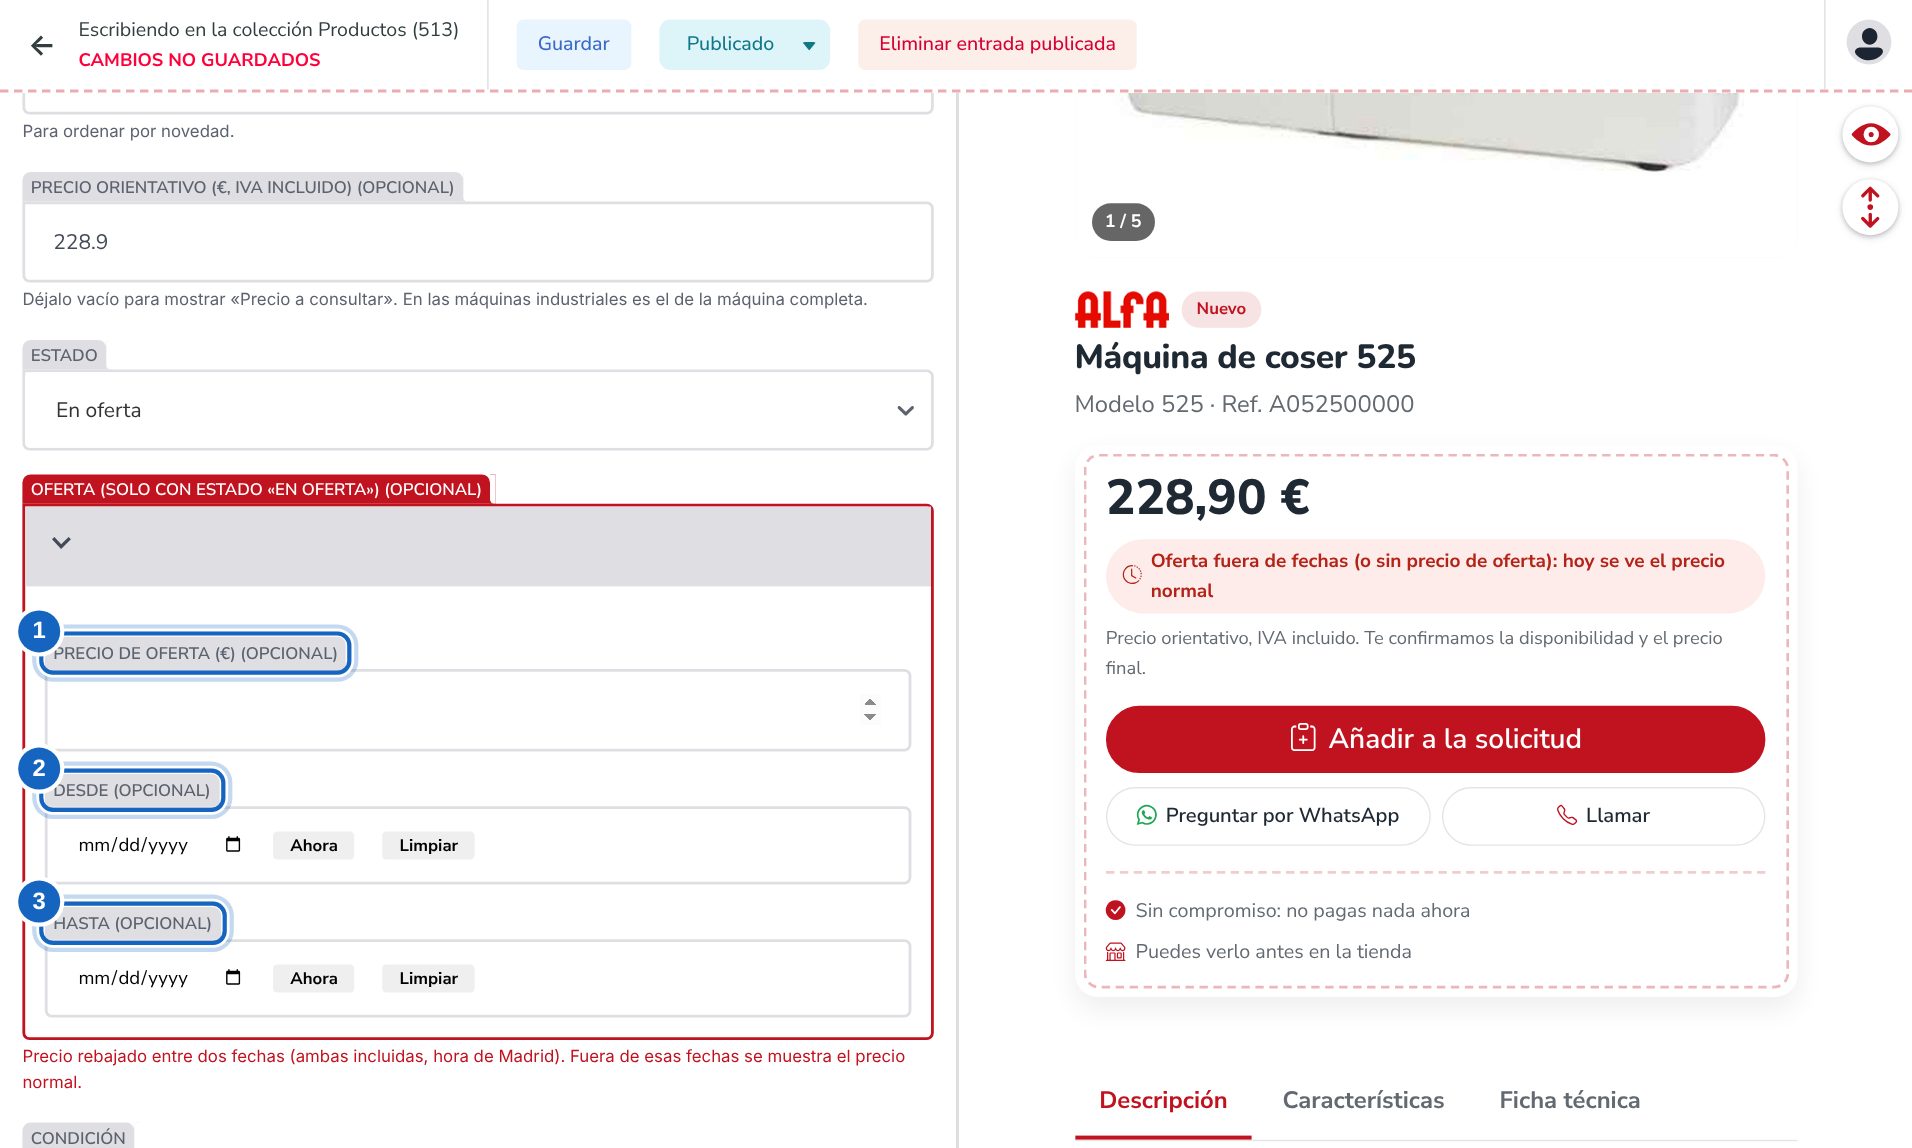 Escribiendo en la colección Productos (513)
CAMBIOS NO GUARDADOS
Guardar
Publicado
Eliminar entrada publicada
Para ordenar por novedad.
PRECIO ORIENTATIVO (€, IVA INCLUIDO) (OPCIONAL)
228.9
Déjalo vacío para mostrar «Precio a consultar». En las máquinas industriales es el de la máquina completa.
ESTADO
En oferta
OFERTA (SOLO CON ESTADO «EN OFERTA») (OPCIONAL)
1
PRECIO DE OFERTA (€) (OPCIONAL)
2
DESDE (OPCIONAL)
mm/dd/yyyy
Ahora
Limpiar
3
HASTA (OPCIONAL)
mm/dd/yyyy
Ahora
Limpiar
Precio rebajado entre dos fechas (ambas incluidas, hora de Madrid). Fuera de esas fechas se muestra el precio
normal.
CONDICIÓN
1 / 5
ALFA
Nuevo
Máquina de coser 525
Modelo 525 · Ref. A052500000
228,90 €
Oferta fuera de fechas (o sin precio de oferta): hoy se ve el precio
normal
Precio orientativo, IVA incluido. Te confirmamos la disponibilidad y el precio
final.
Añadir a la solicitud
Preguntar por WhatsApp
Llamar
Sin compromiso: no pagas nada ahora
Puedes verlo antes en la tienda
Descripción
Características
Ficha técnica